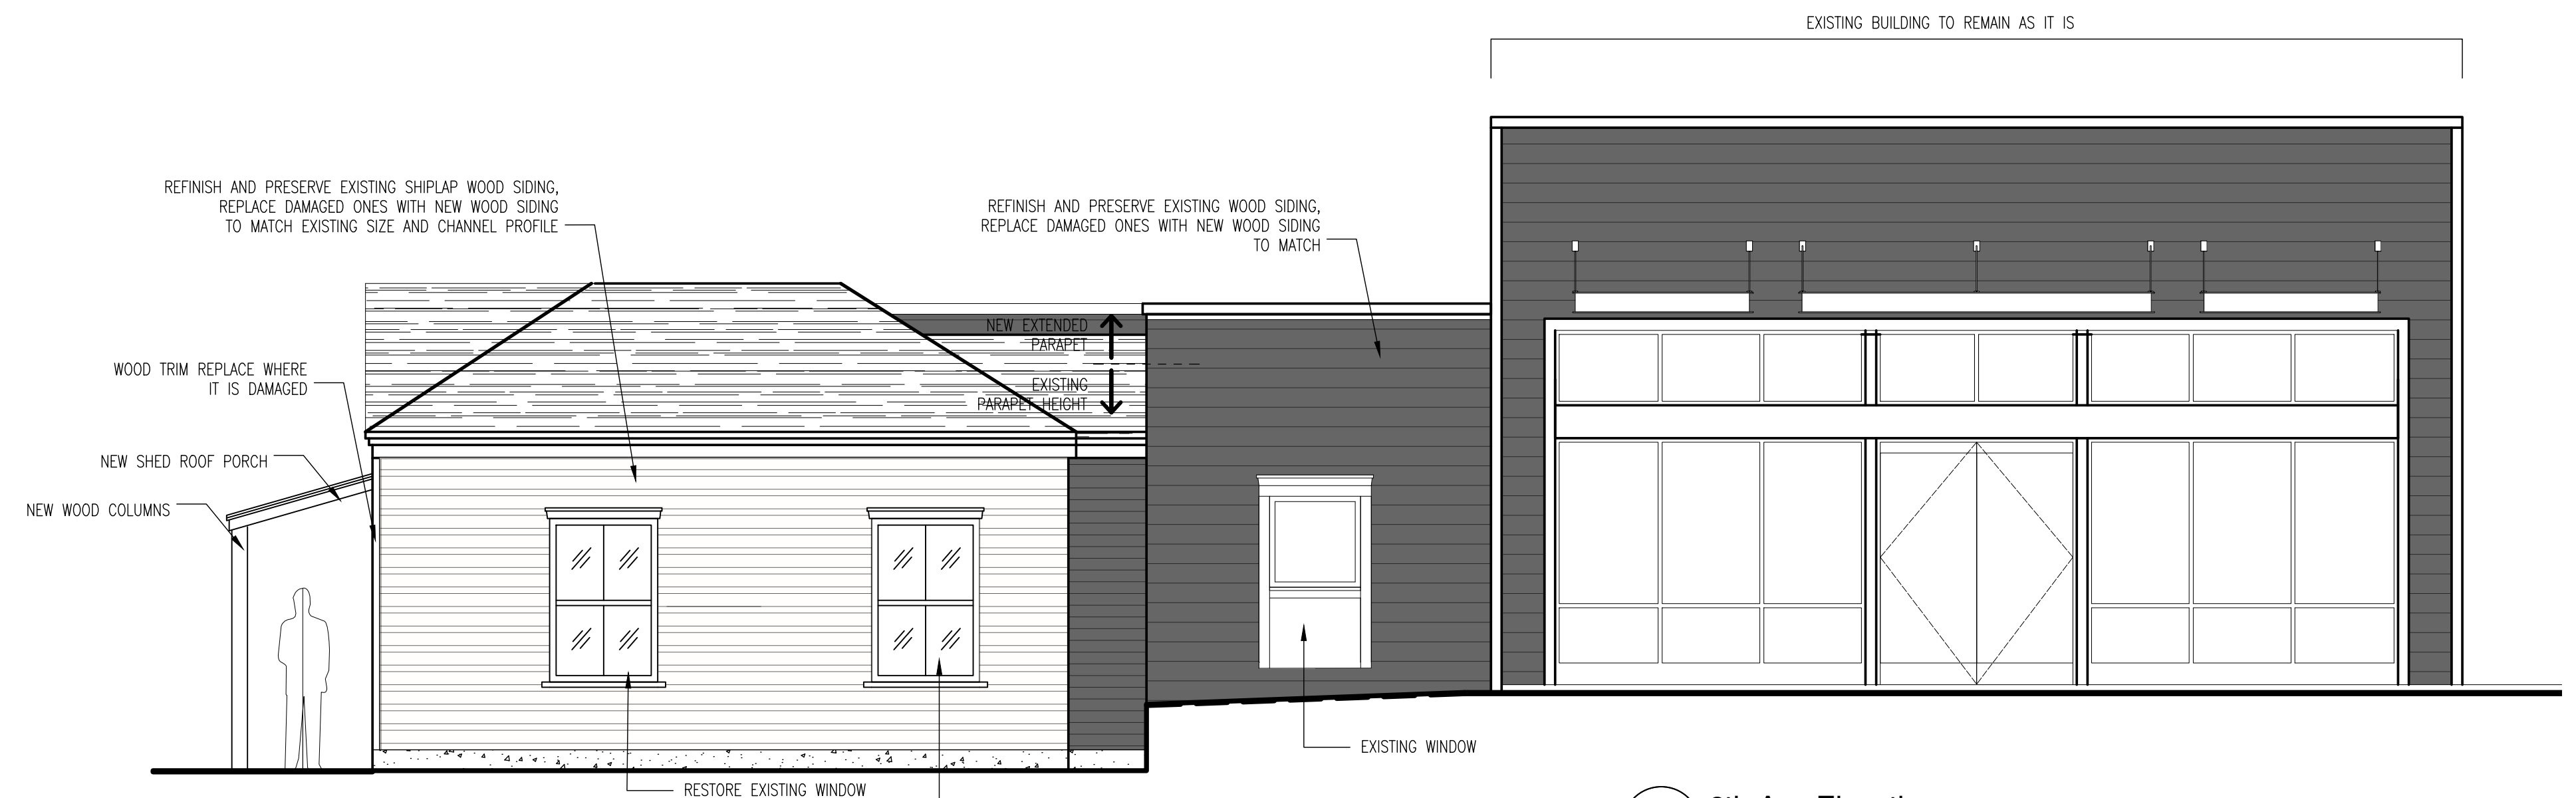 EXISTING BUILDING TO REMAIN AS IT IS
REFINISH AND PRESERVE EXISTING SHIPLAP WOOD SIDING,
REPLACE DAMAGED ONES WITH NEW WOOD SIDING
TO MATCH EXISTING SIZE AND CHANNEL PROFILE
REFINISH AND PRESERVE EXISTING WOOD SIDING,
REPLACE DAMAGED ONES WITH NEW WOOD SIDING
TO MATCH
NEW EXTENDED
PARAPET
EXISTING
PARAPET HEIGHT
WOOD TRIM REPLACE WHERE
IT IS DAMAGED
NEW SHED ROOF PORCH
NEW WOOD COLUMNS
EXISTING WINDOW
RESTORE EXISTING WINDOW